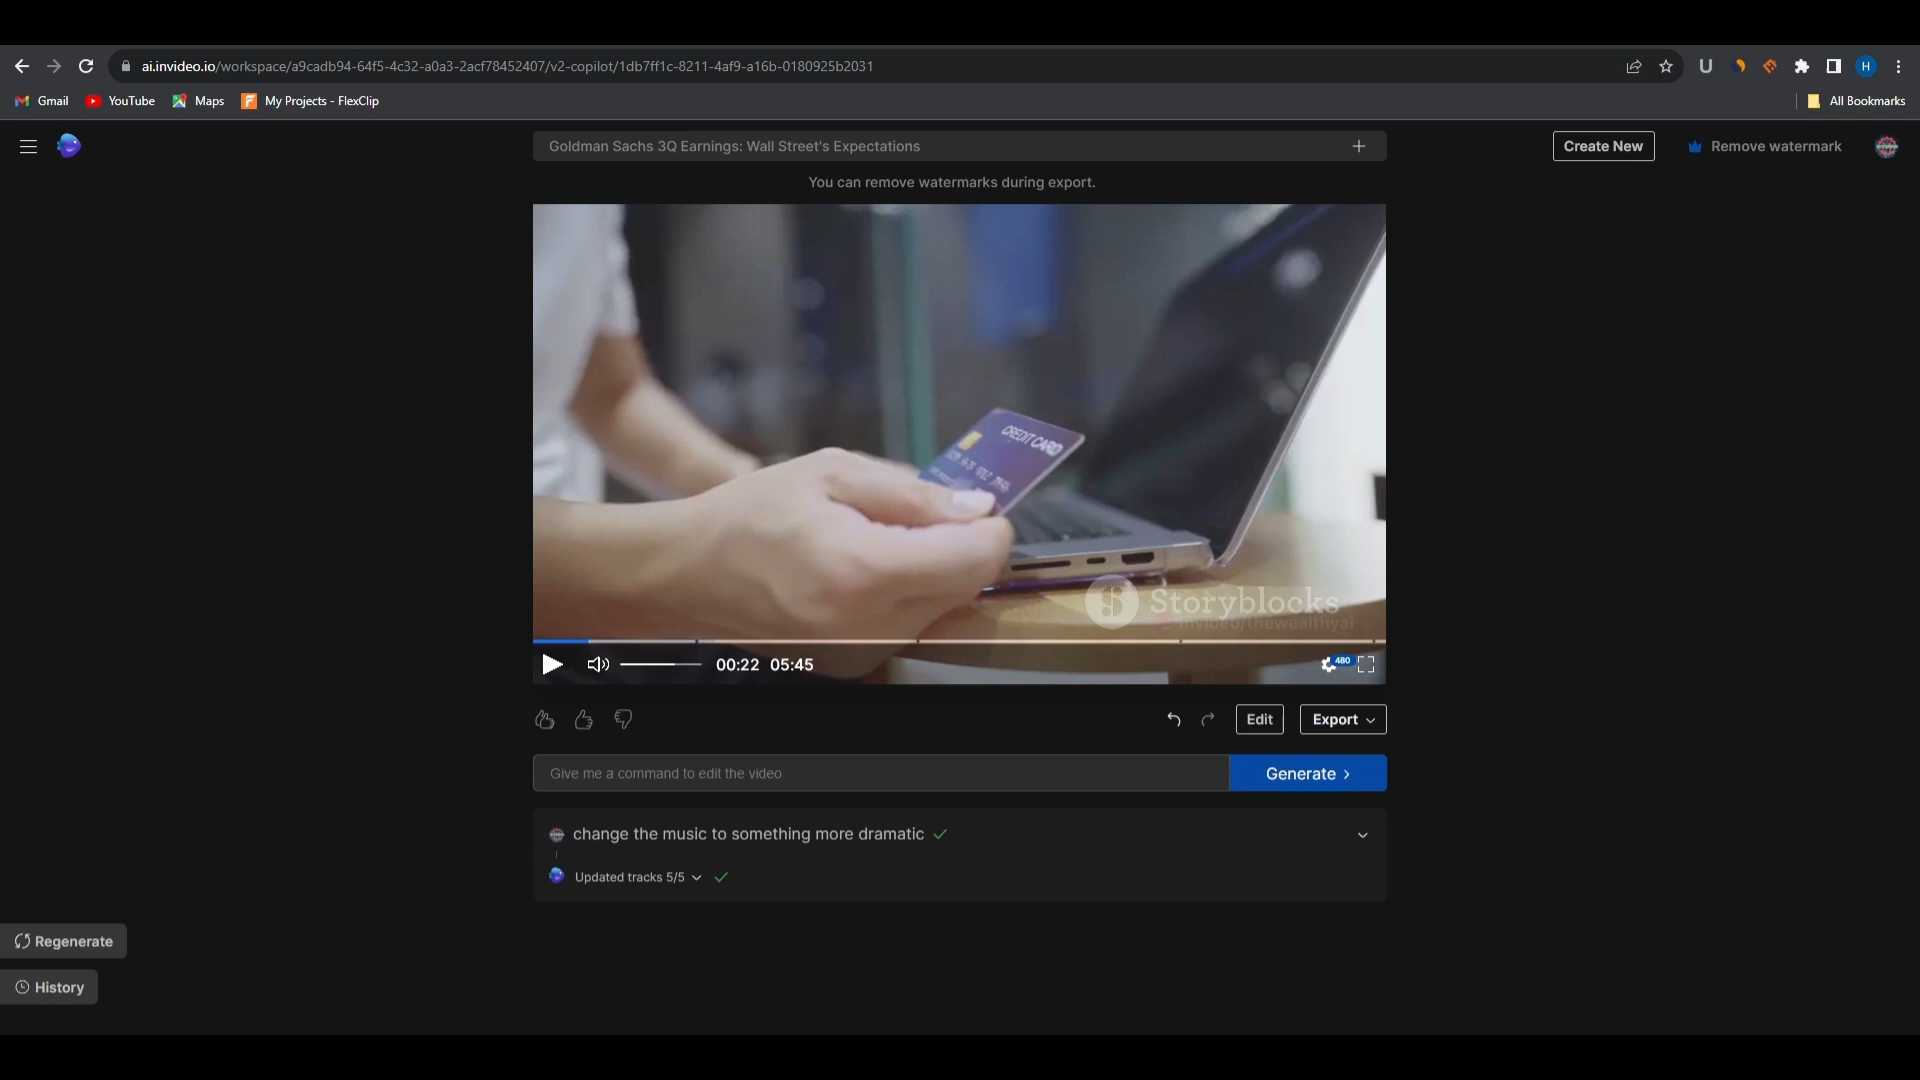 ai.invideo.io/workspace/a9cadb94-64f5-4c32-a0a3-2acf78452407/v2-copilot/1db7ff1c-8211-4af9-a16b-0180925b2031
Gmail YouTube Maps My Projects - FlexClip All Bookmarks
Goldman Sachs 3Q Earnings: Wall Street's Expectations Create New Remove watermark
You can remove watermarks during export.
CREDIT CARD
Storyblocks
invideo/thewealthyai
00:22 05:45 480
Edit Export
Give me a command to edit the video Generate
change the music to something more dramatic
Updated tracks 5/5
Regenerate
History